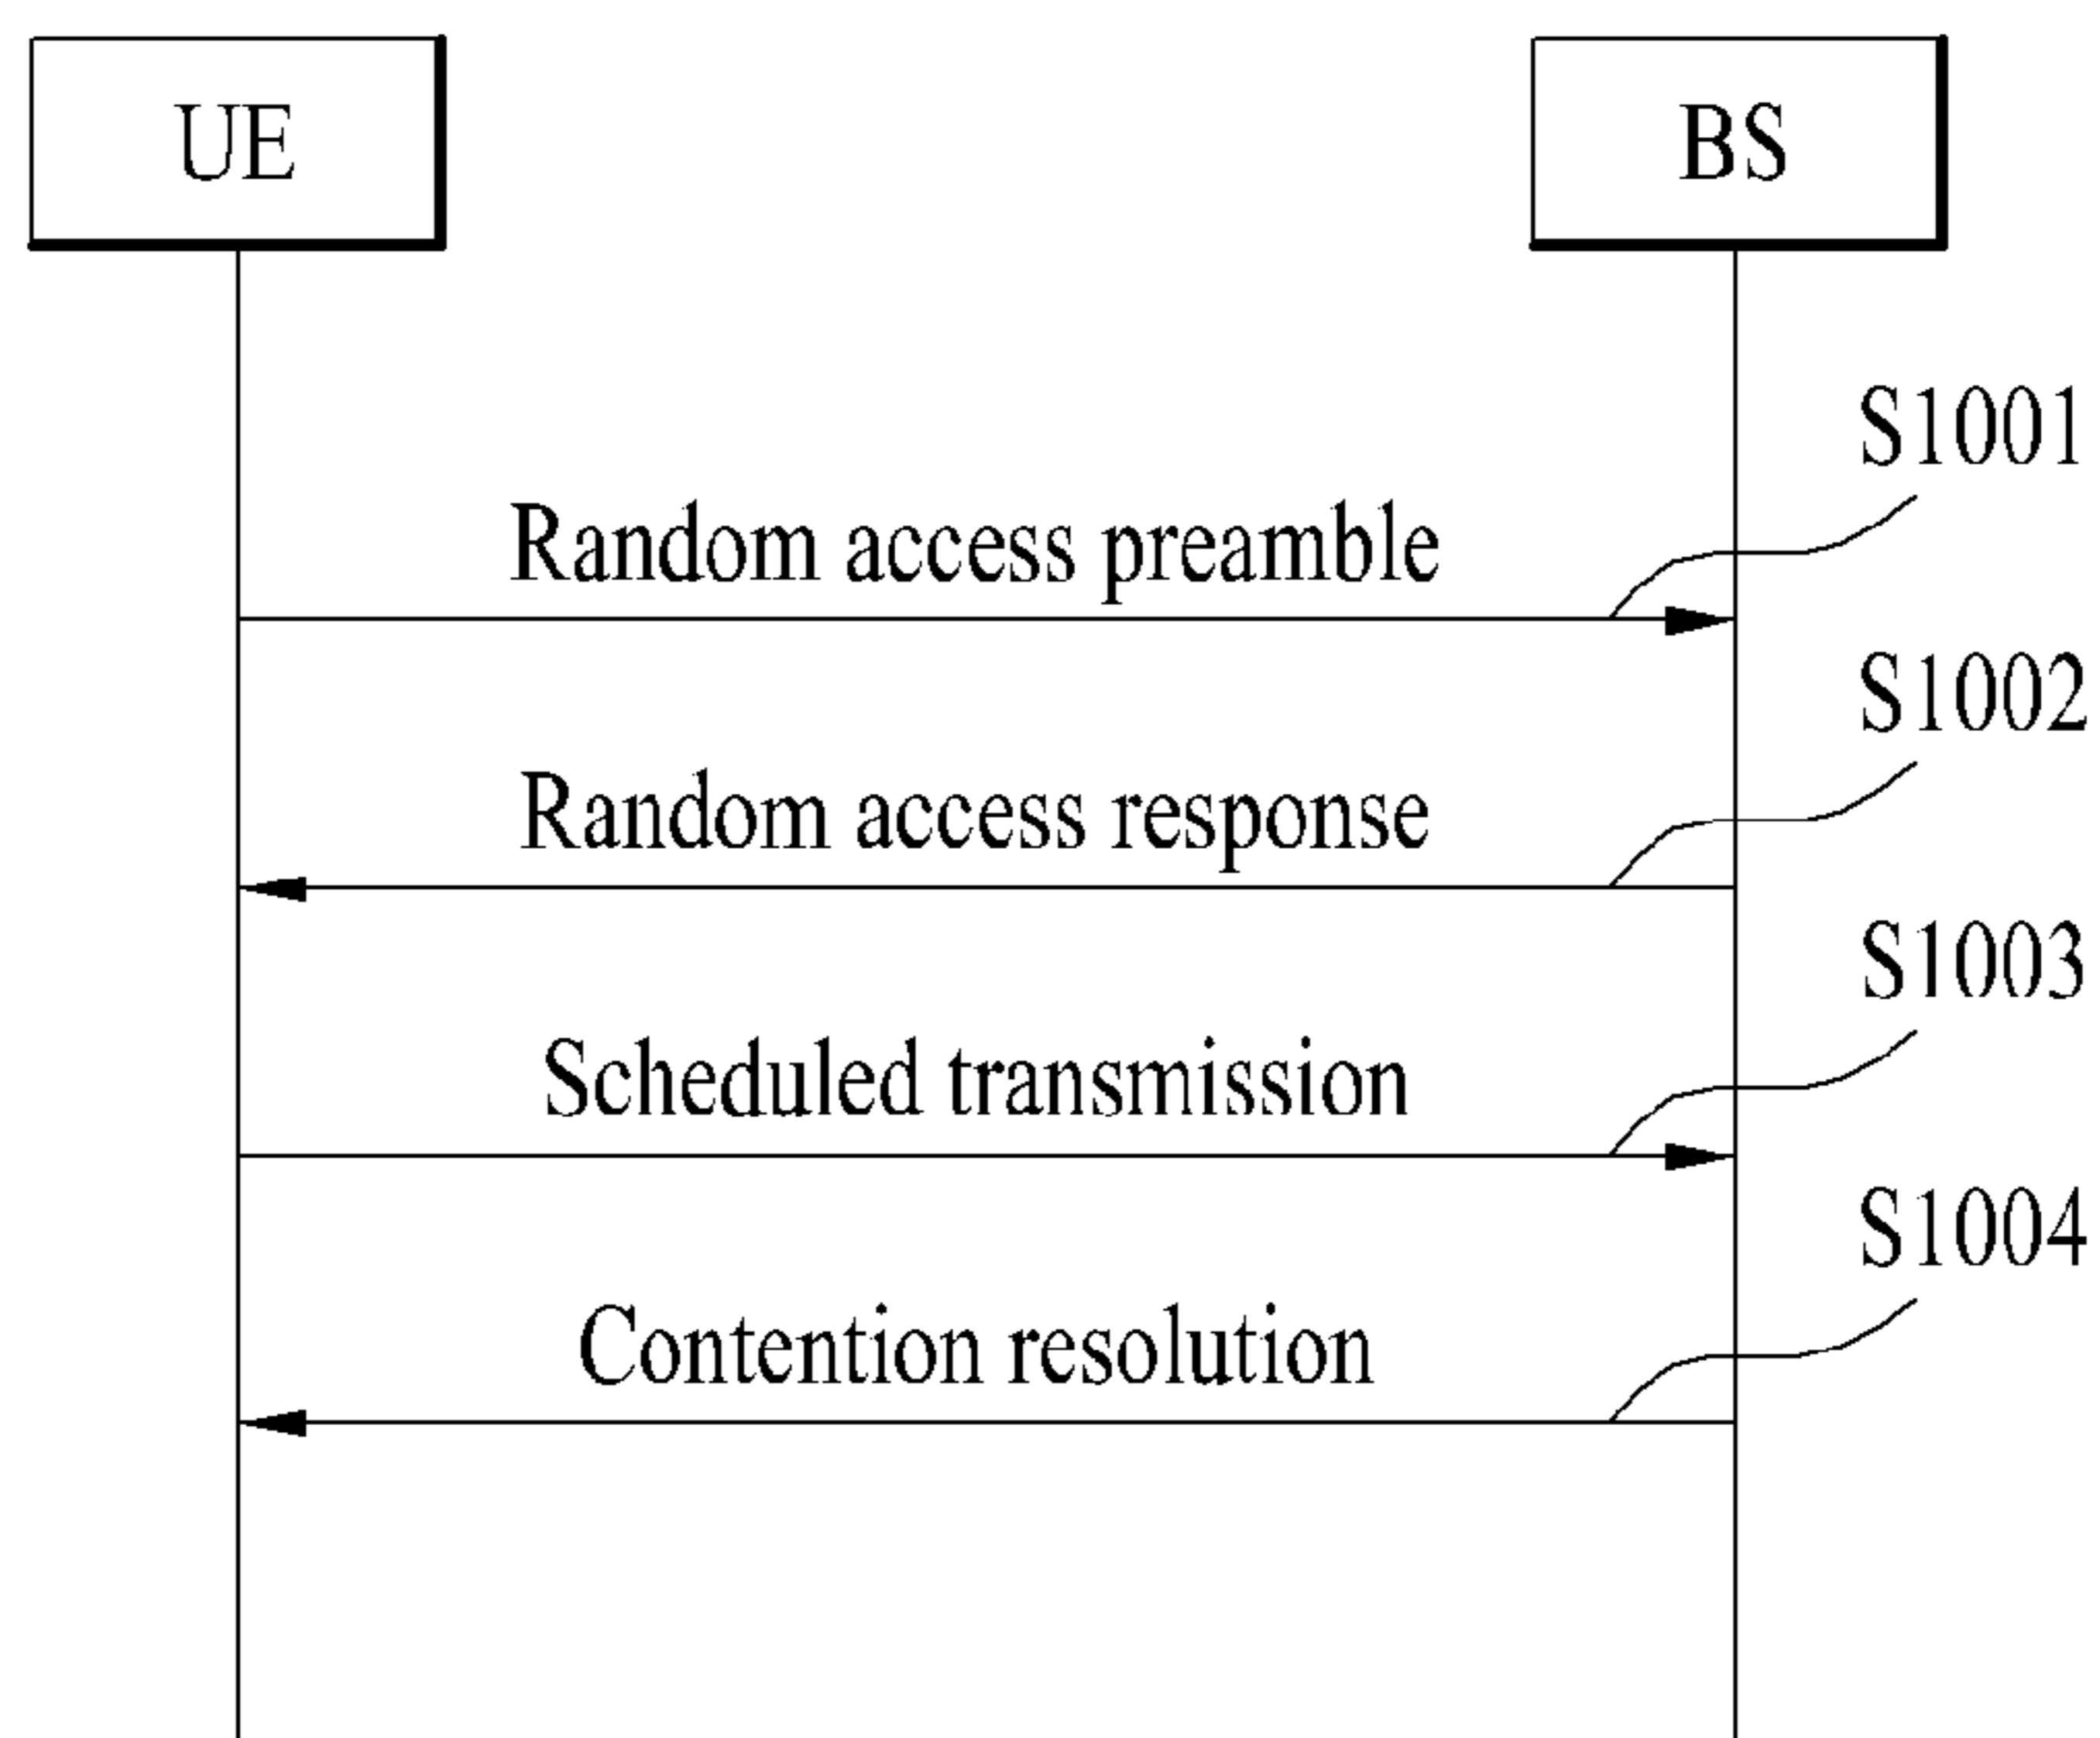 UE
BS
S1001
Random access preamble
S1002
Random access response
S1003
Scheduled transmission
S1004
Contention resolution